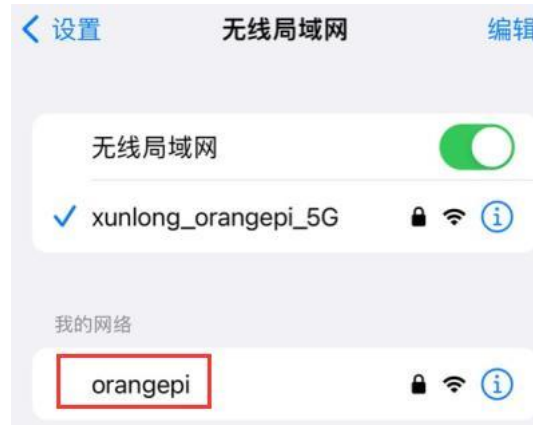 设置 无线局域网 编辑
无线局域网
xunlong_orangepi_5G
我的网络
orangepi